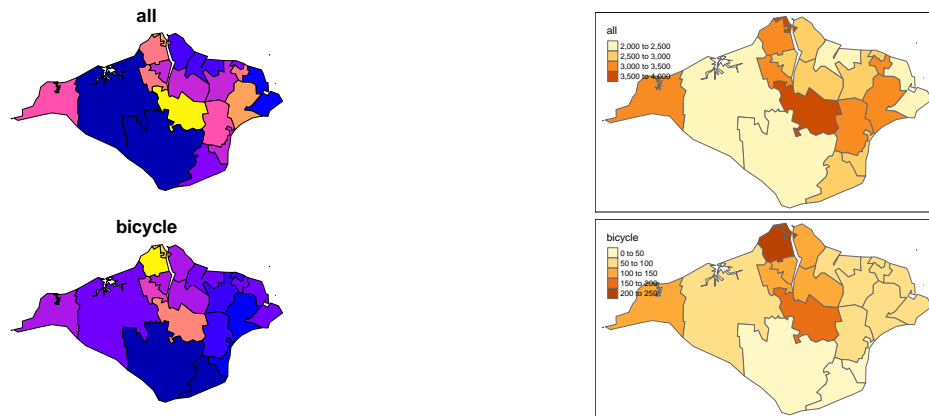 all
all
2,000 to 2,500
2,500 to 3,000
3,000 to 3,500
3,500 to 4,000
bicycle
bicycle
0 to 50
50 to 100
100 to 150
150 to 200
200 to 250